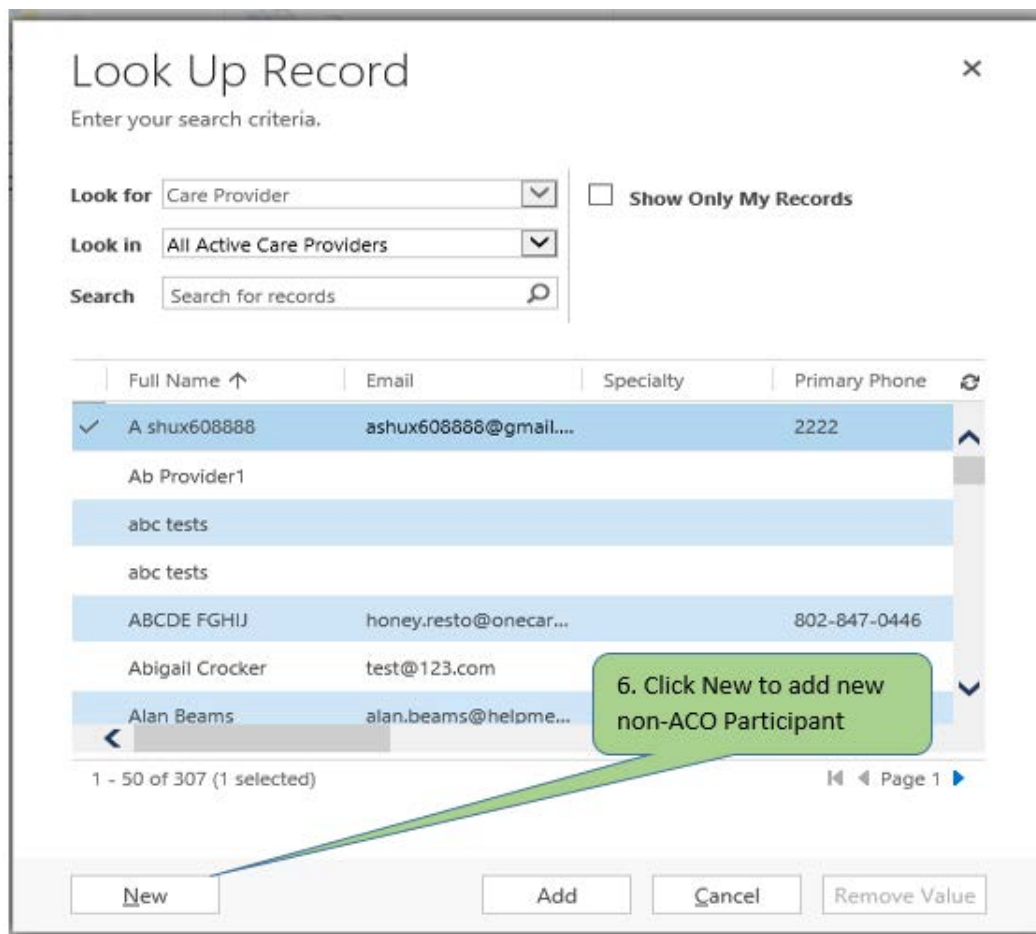 Look Up Record
Enter your search criteria.
Look for Care Provider
Show Only My Records
Look in All Active Care Providers
Search Search for records
Full Name Email Specialty Primary Phone
A shux608888 ashux608888@gmail.... 2222
Ab Provider1
abc tests
abc tests
ABCDE FGHIJ honey.resto@onecar... 802-847-0446
Abigail Crocker test@123.com
Alan Beams alan.beams@helpme...
6. Click New to add new
non-ACO Participant
1 - 50 of 307 (1 selected) Page 1
New Add Cancel Remove Value